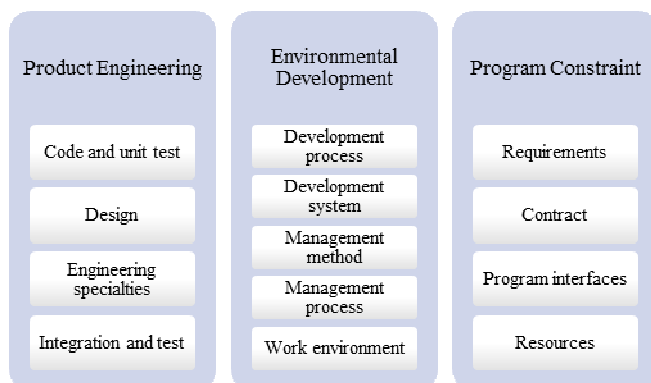 Product Engineering
Code and unit test
Design
Engineering
specialties
Integration and test
Environmental
Development
Development
process
Development
system
Management
method
Management
process
Work environment
Program Constraint
Requirements
Contract
Program interfaces
Resources